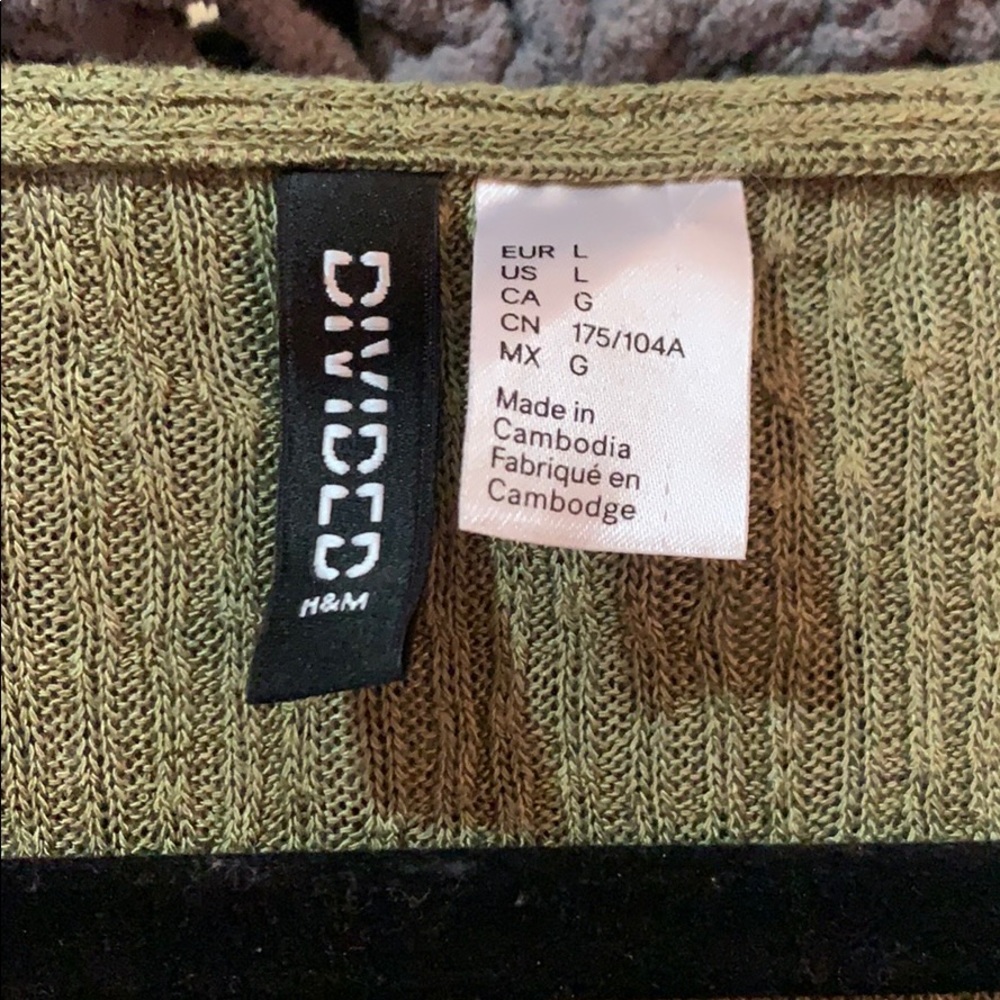 DIVIDED
H&M
EUR L
US L
CA G
CN 175/104A
MX G
Made in
Cambodia
Fabriqué en
Cambodge